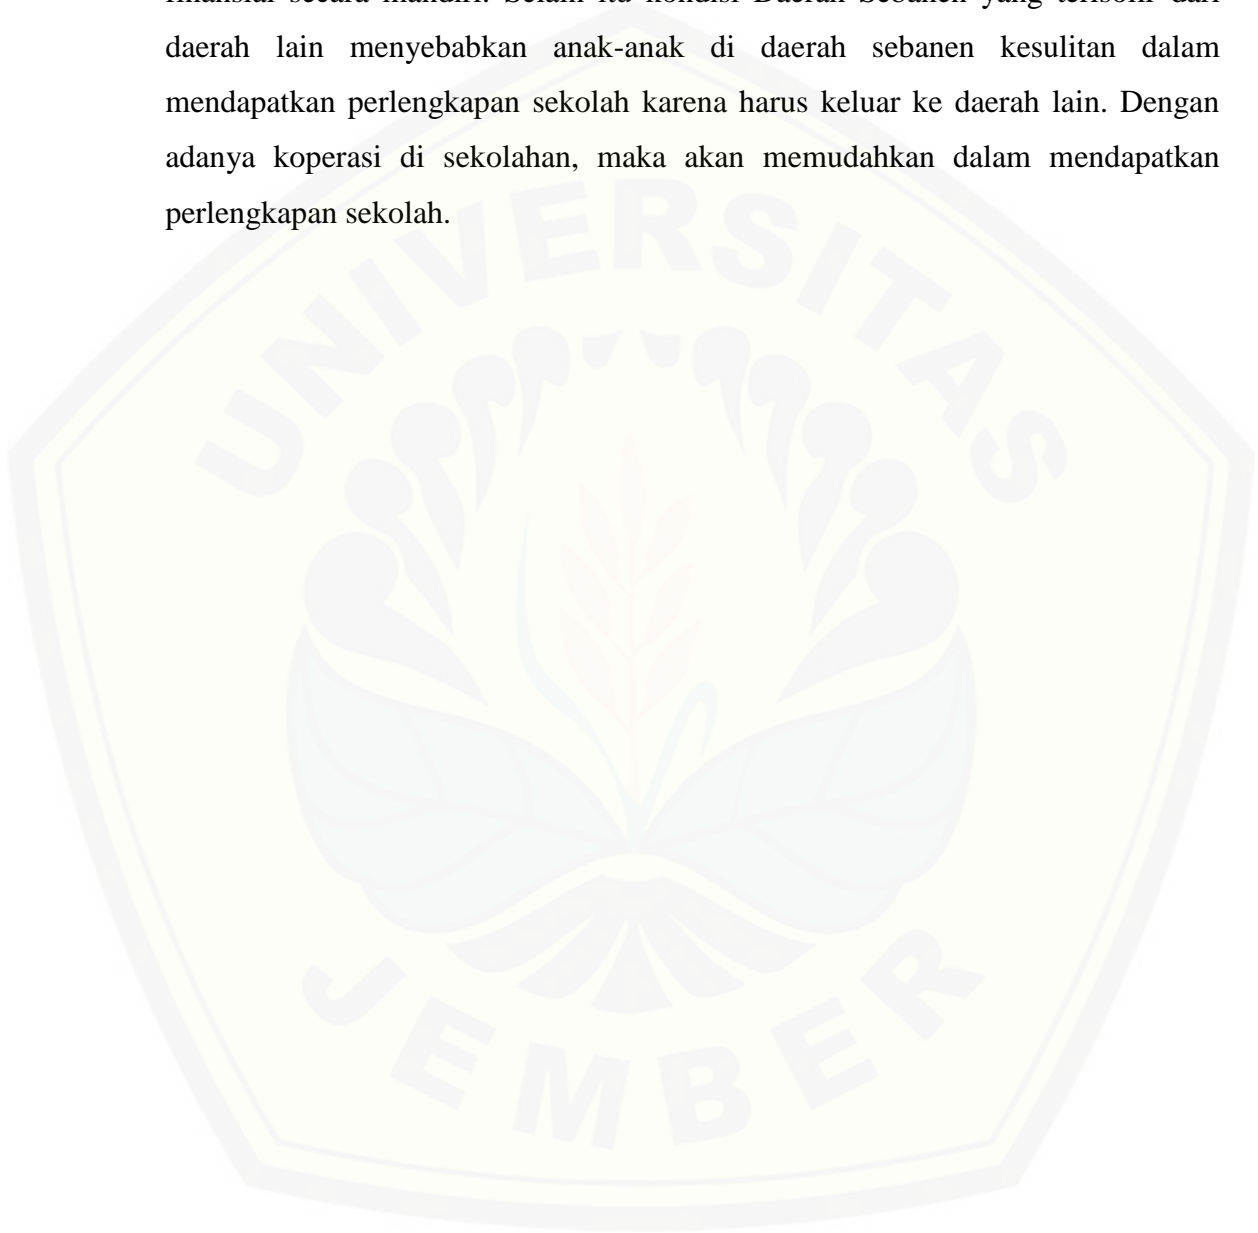 finansial secara mandiri. Selain itu kondisi Daerah Sebanen yang terisolir dari
daerah lain menyebabkan anak-anak di daerah sebanen kesulitan dalam
mendapatkan perlengkapan sekolah karena harus keluar ke daerah lain. Dengan
adanya koperasi di sekolahan, maka akan memudahkan dalam mendapatkan
perlengkapan sekolah.
UNIVERSITAS
JEMBER